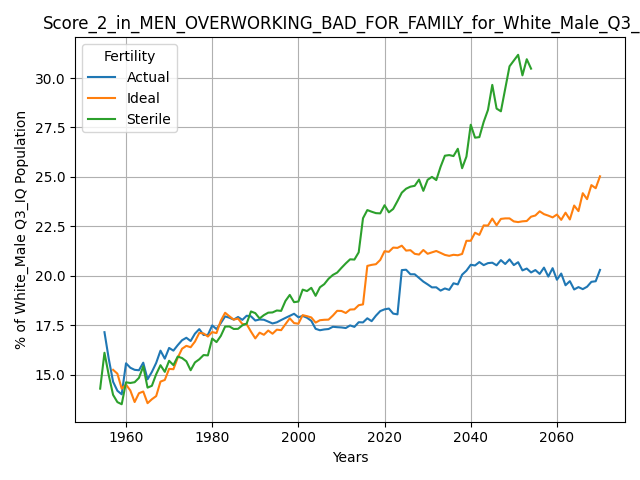 Score_2_in_MEN_OVERWORKING_BAD_FOR_FAMILY_for_White_Male_Q3_
Fertility
Actual
Ideal
Sterile
% of White_Male Q3_IQ Population
30.0
27.5
25.0
22.5
20.0
17.5
15.0
1960
1980
2000
2020
2040
2060
Years